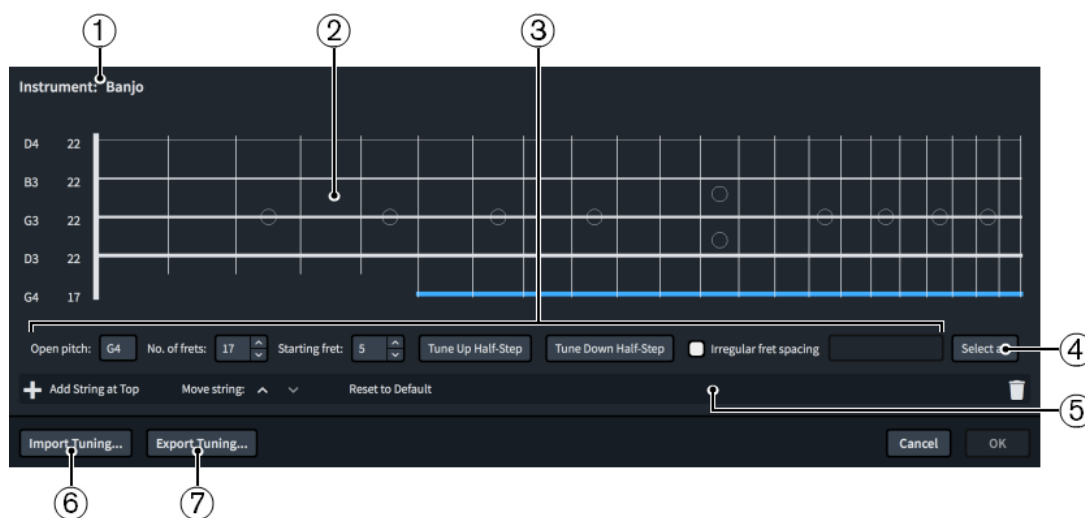 ① ② ③
Instrument: Banjo
D4 22
B3 22
G3 22
D3 22
G4 17
Open pitch: G4 No. of frets: 17 Starting fret: 5 Tune Up Half-Step Tune Down Half-Step Irregular fret spacing Select a ④
Add String at Top Move string: Reset to Default
⑤
Import Tuning... Export Tuning... Cancel OK
⑥ ⑦